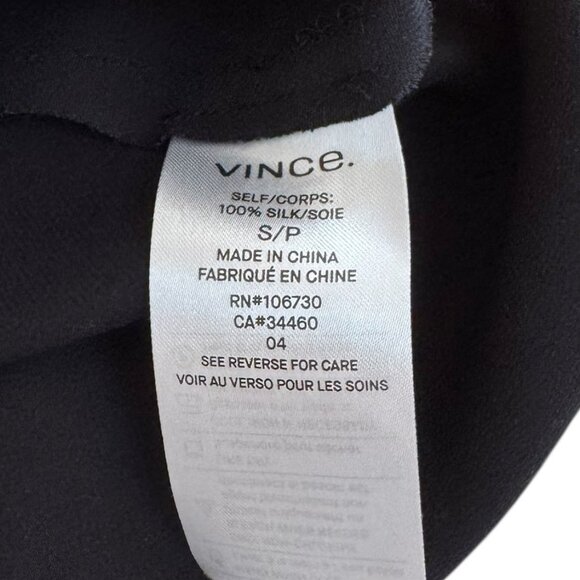 VINCE.
SELF/CORPS:
100% SILK/SOIE
S/P
MADE IN CHINA
FABRIQUÉ EN CHINE
RN#106730
CA#34460
04
SEE REVERSE FOR CARE
VOIR AU VERSO POUR LES SOINS